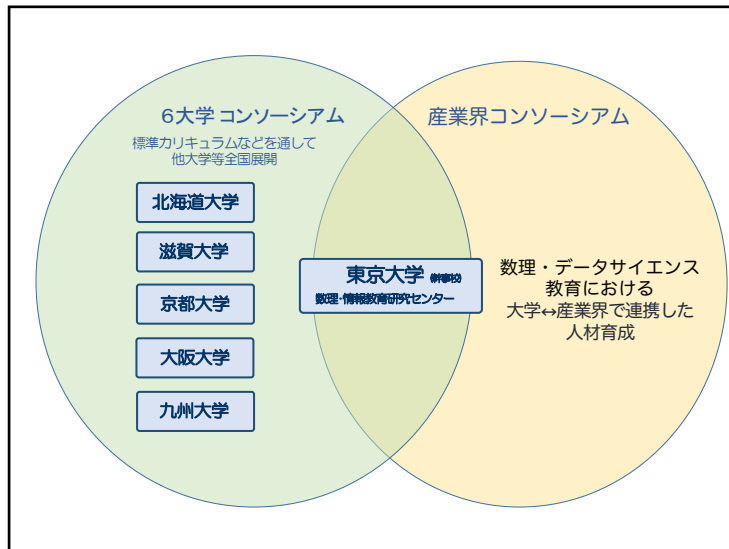 6大学 コンソーシアム
標準カリキュラムなどを通して
他大学等全国展開
北海道大学
滋賀大学
京都大学
大阪大学
九州大学
東京大学 (幹事校)
数理・情報教育研究センター
産業界コンソーシアム
数理・データサイエンス
教育における
大学↔産業界で連携した
人材育成